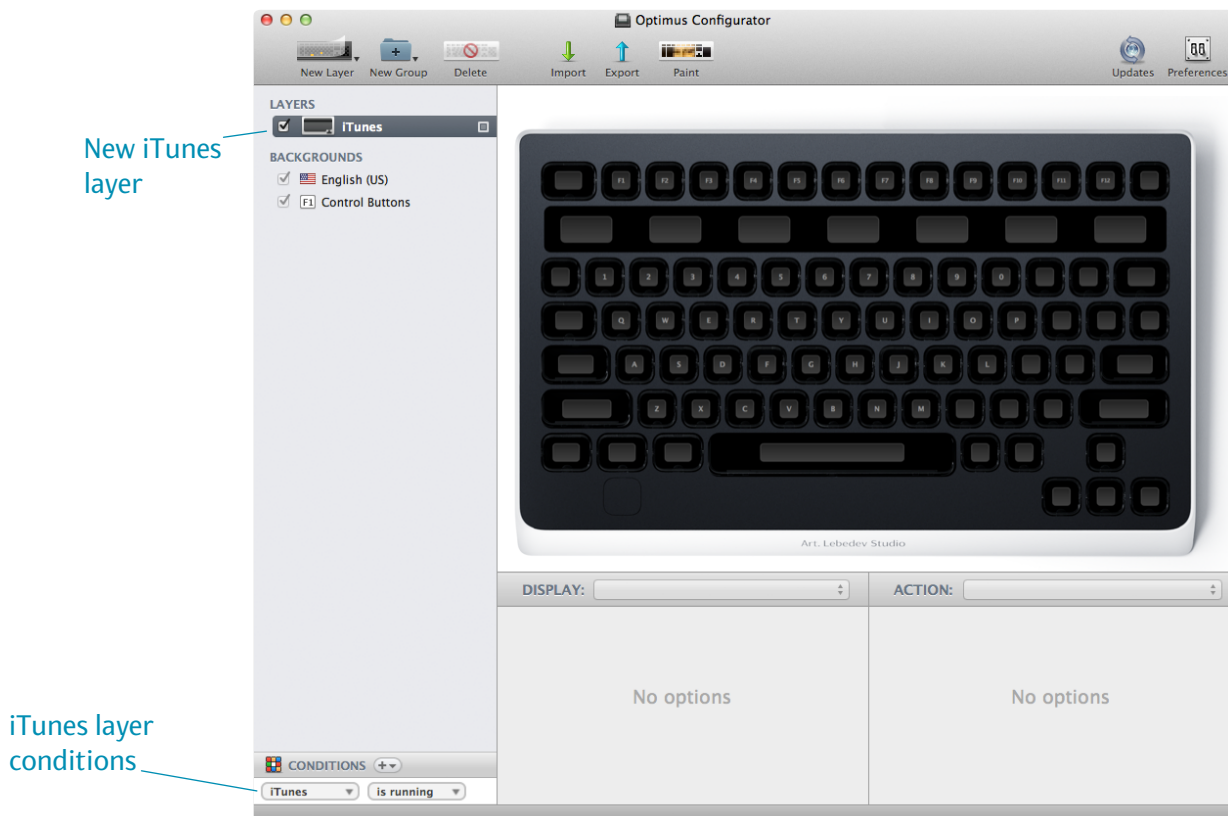 Optimus Configurator
New Layer New Group Delete Import Export Paint Updates Preferences
LAYERS
New iTunes
layer
iTunes
BACKGROUNDS
English (US)
F1 Control Buttons
F1 F2 F3 F4 F5 F6 F7 F8 F9 F10 F11 F12
1 2 3 4 5 6 7 8 9 0
Q W E R T Y U I O P
A S D F G H J K L
Z X C V B N M
Art. Lebedev Studio
DISPLAY: ACTION:
No options No options
iTunes layer
conditions
CONDITIONS
iTunes is running